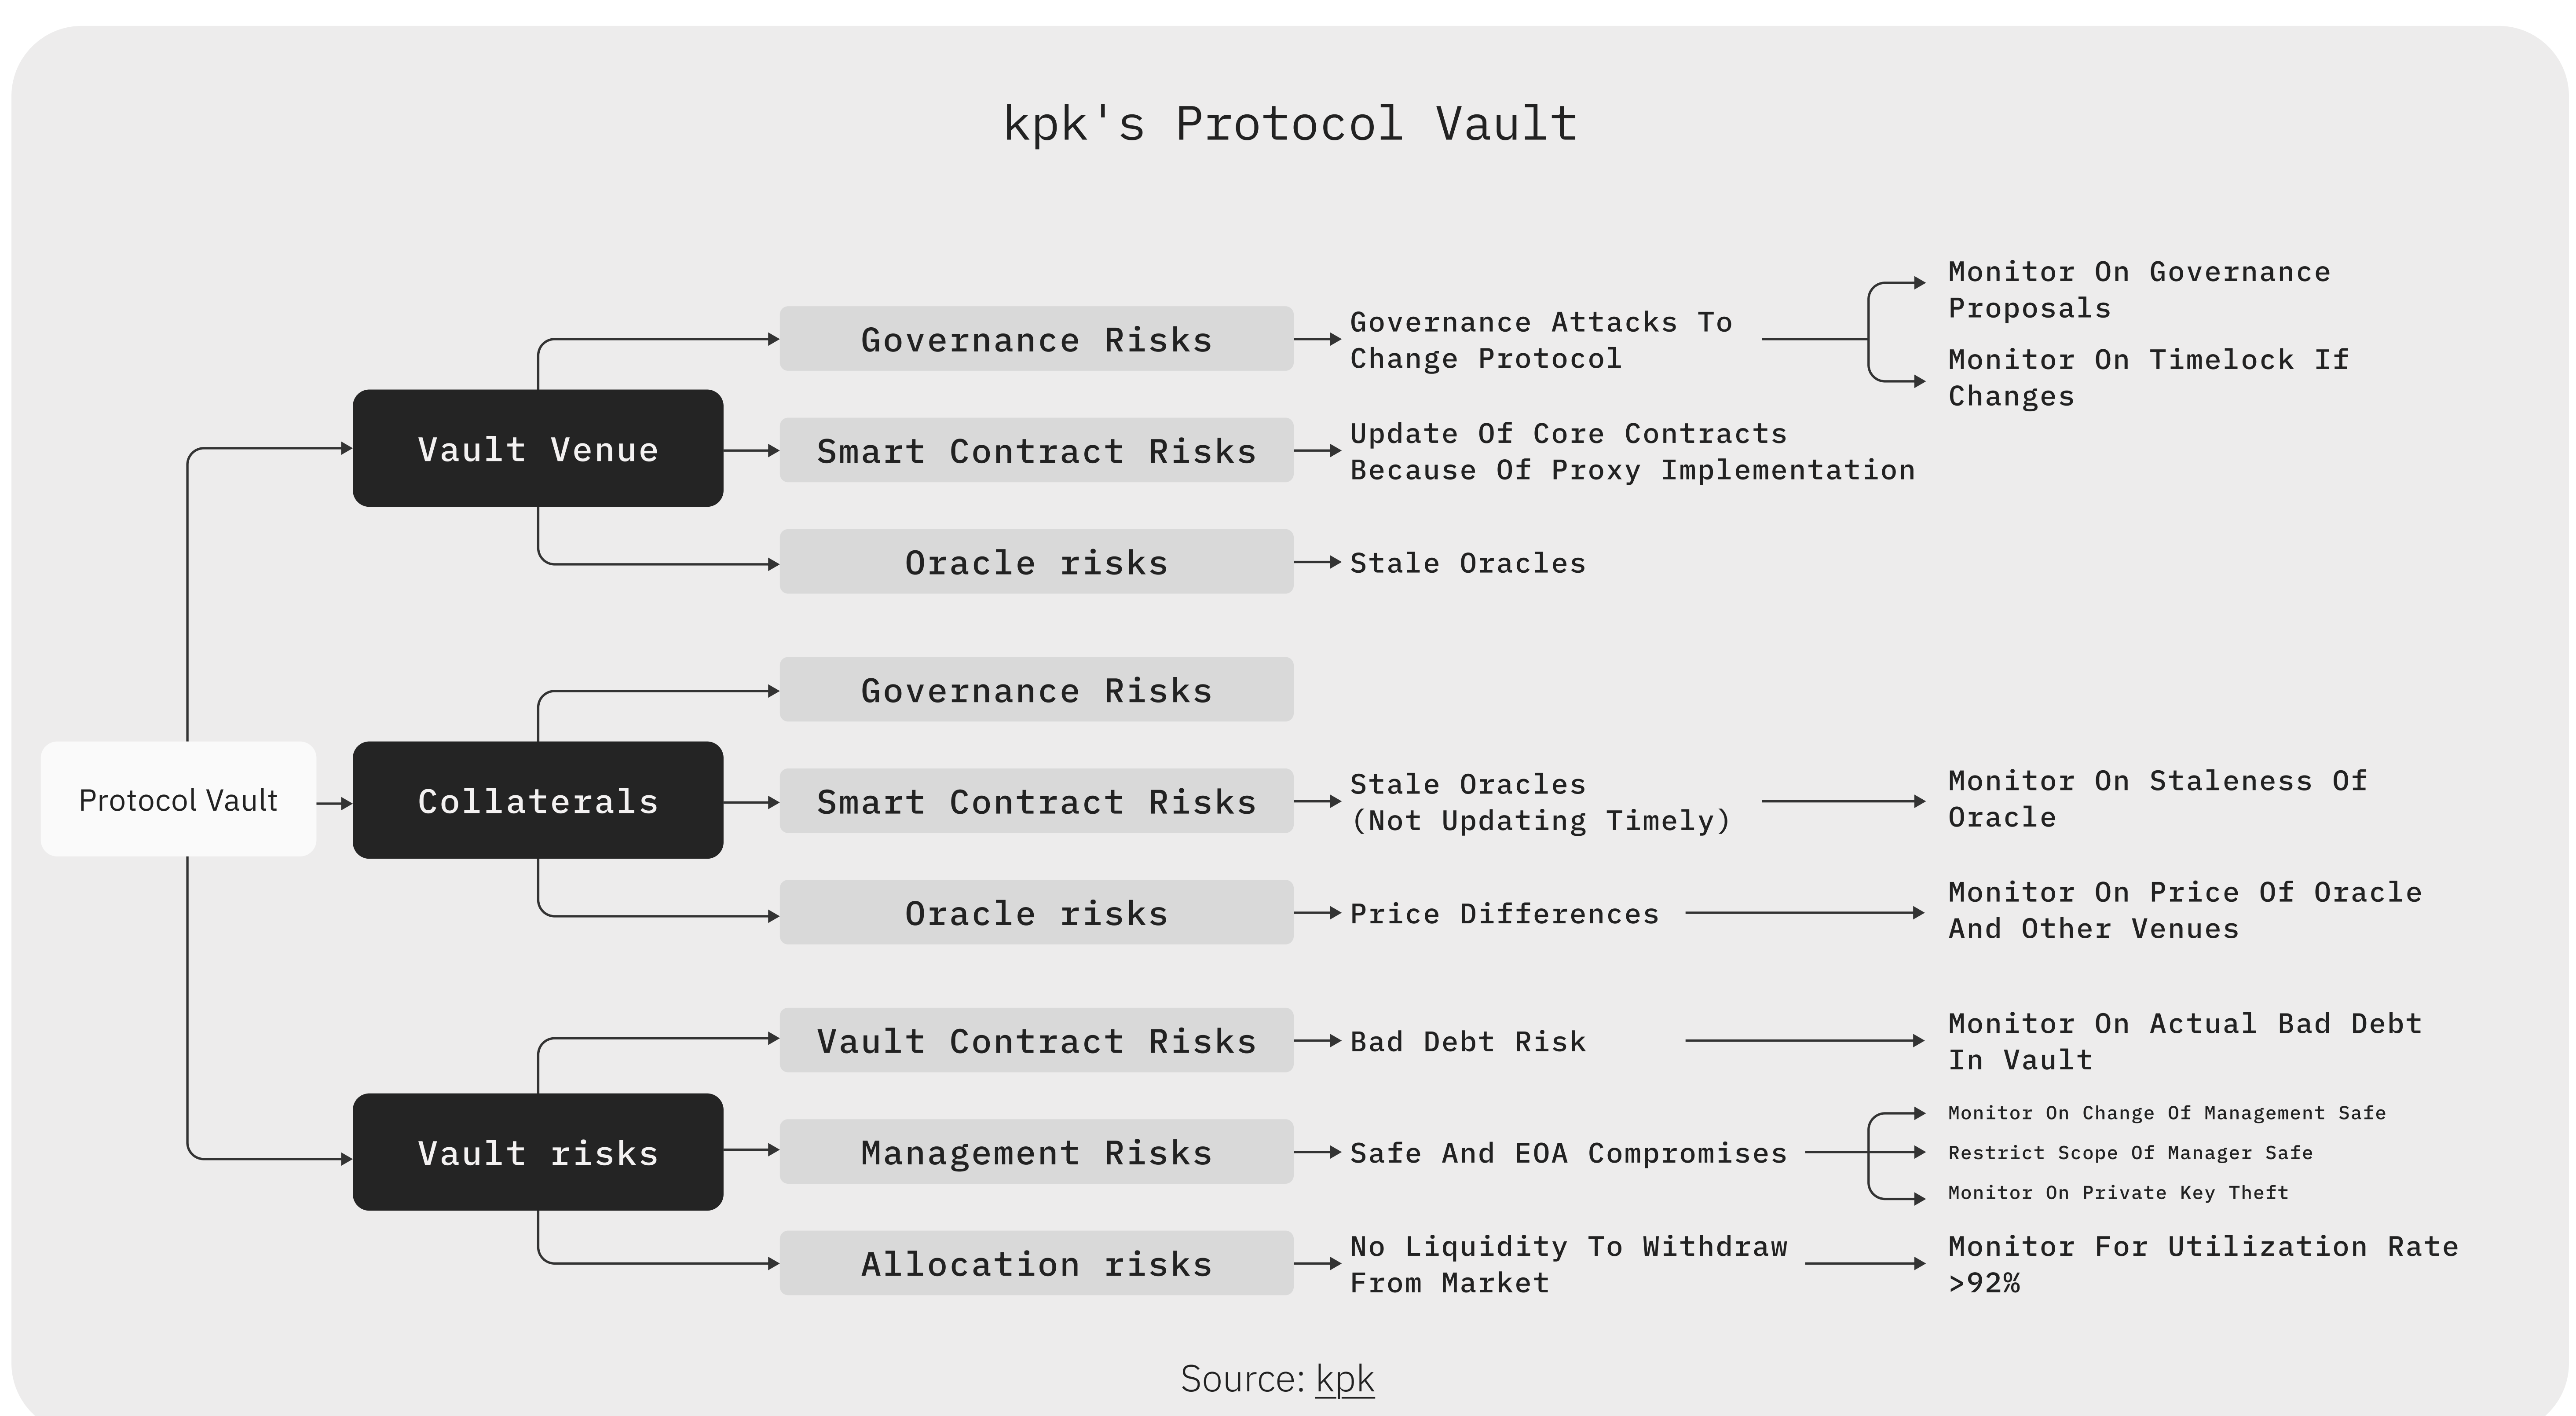 kpk's Protocol Vault
Monitor On Governance
Proposals
Governance Risks
Governance Attacks To
Change Protocol
Monitor On Timelock If
Changes
Vault Venue
Smart Contract Risks
Update Of Core Contracts
Because Of Proxy Implementation
Oracle risks
Stale Oracles
Governance Risks
Protocol Vault
Collaterals
Smart Contract Risks
Stale Oracles
(Not Updating Timely)
Monitor On Staleness Of
Oracle
Oracle risks
Price Differences
Monitor On Price Of Oracle
And Other Venues
Vault Contract Risks
Bad Debt Risk
Monitor On Actual Bad Debt
In Vault
Vault risks
Management Risks
Safe And EOA Compromises
Monitor On Change Of Management Safe
Restrict Scope Of Manager Safe
Monitor On Private Key Theft
Allocation risks
No Liquidity To Withdraw
From Market
Monitor For Utilization Rate
>92%
Source: kpk